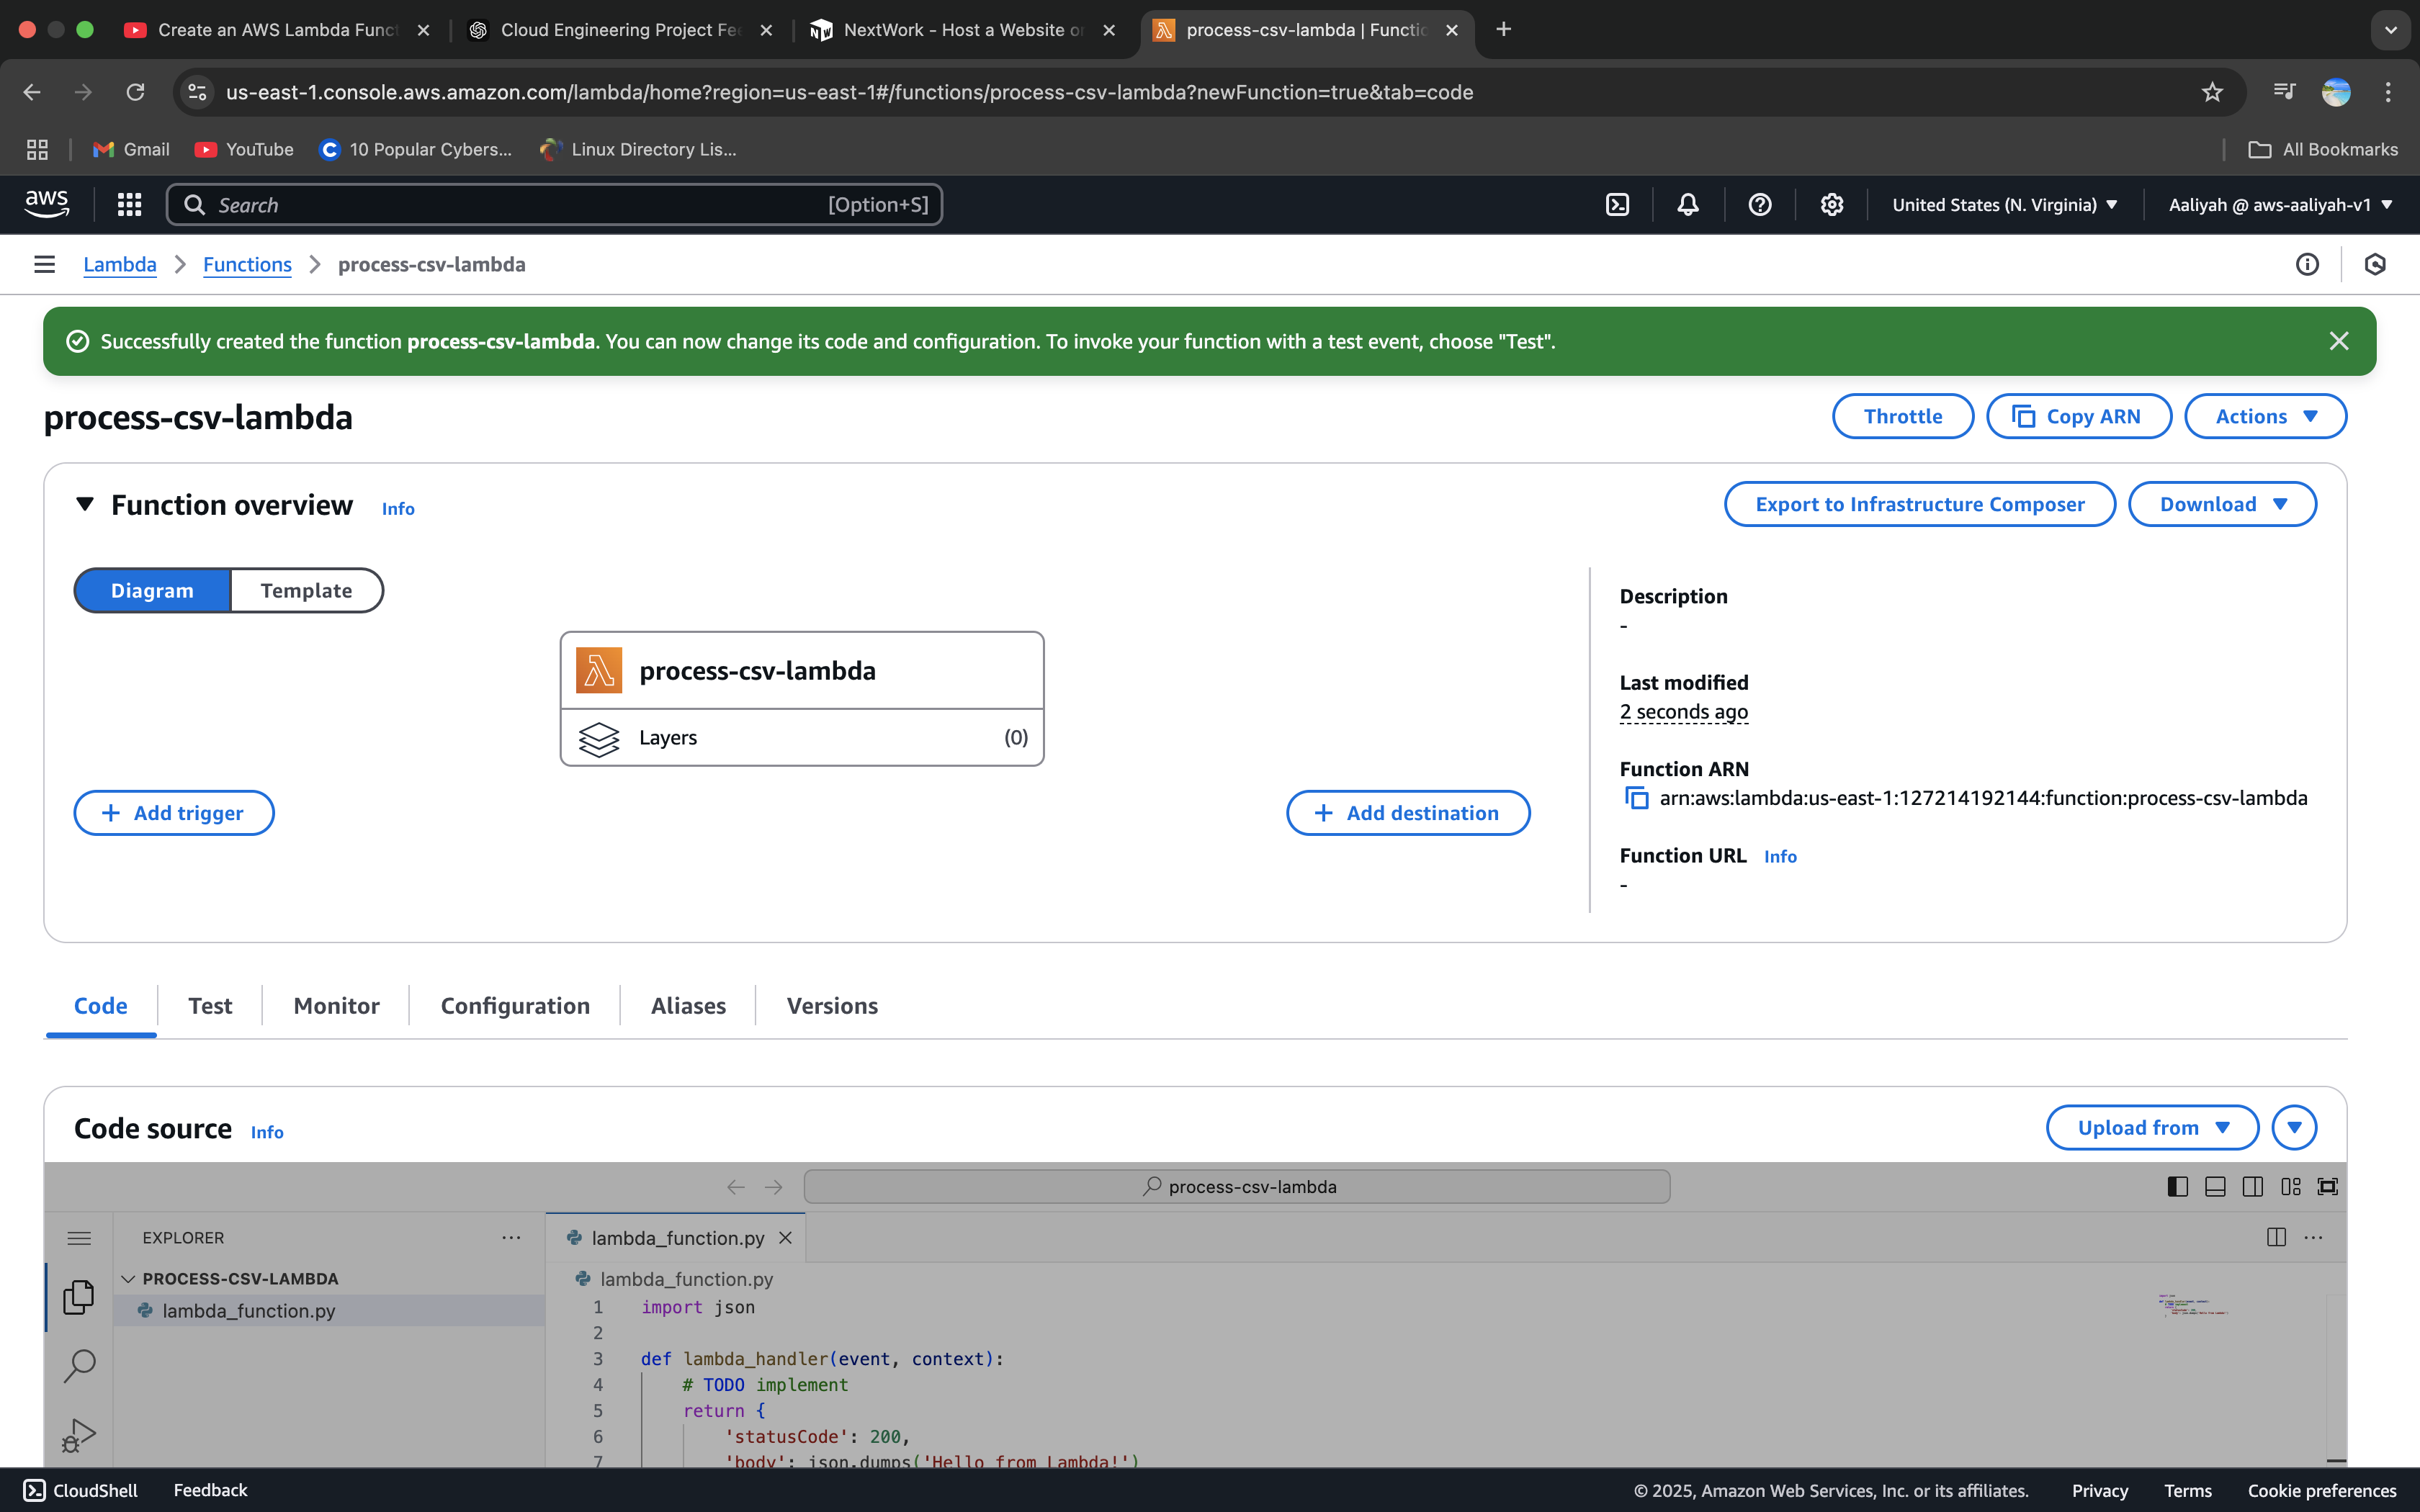 Create an AWS Lambda Funct
Cloud Engineering Project Fee
NextWork - Host a Website on
process-csv-lambda | Functio
us-east-1.console.aws.amazon.com/lambda/home?region=us-east-1#/functions/process-csv-lambda?newFunction=true&tab=code
Gmail
YouTube
10 Popular Cybers...
Linux Directory Lis...
All Bookmarks
aws
Search
[Option+S]
United States (N. Virginia)
Aaliyah @ aws-aaliyah-v1
Lambda
Functions
process-csv-lambda
Successfully created the function process-csv-lambda. You can now change its code and configuration. To invoke your function with a test event, choose "Test".
process-csv-lambda
Throttle
Copy ARN
Actions
Function overview
Info
Export to Infrastructure Composer
Download
Diagram
Template
process-csv-lambda
Layers
(0)
Add trigger
Add destination
Description
-
Last modified
2 seconds ago
Function ARN
arn:aws:lambda:us-east-1:127214192144:function:process-csv-lambda
Function URL
Info
-
Code
Test
Monitor
Configuration
Aliases
Versions
Code source
Info
Upload from
process-csv-lambda
EXPLORER
PROCESS-CSV-LAMBDA
lambda_function.py
lambda_function.py
lambda_function.py
1 import json
2
3 def lambda_handler(event, context):
4 # TODO implement
5 return {
6 'statusCode': 200,
7 'body': json.dumps('Hello from Lambda!')
CloudShell
Feedback
© 2025, Amazon Web Services, Inc. or its affiliates.
Privacy
Terms
Cookie preferences